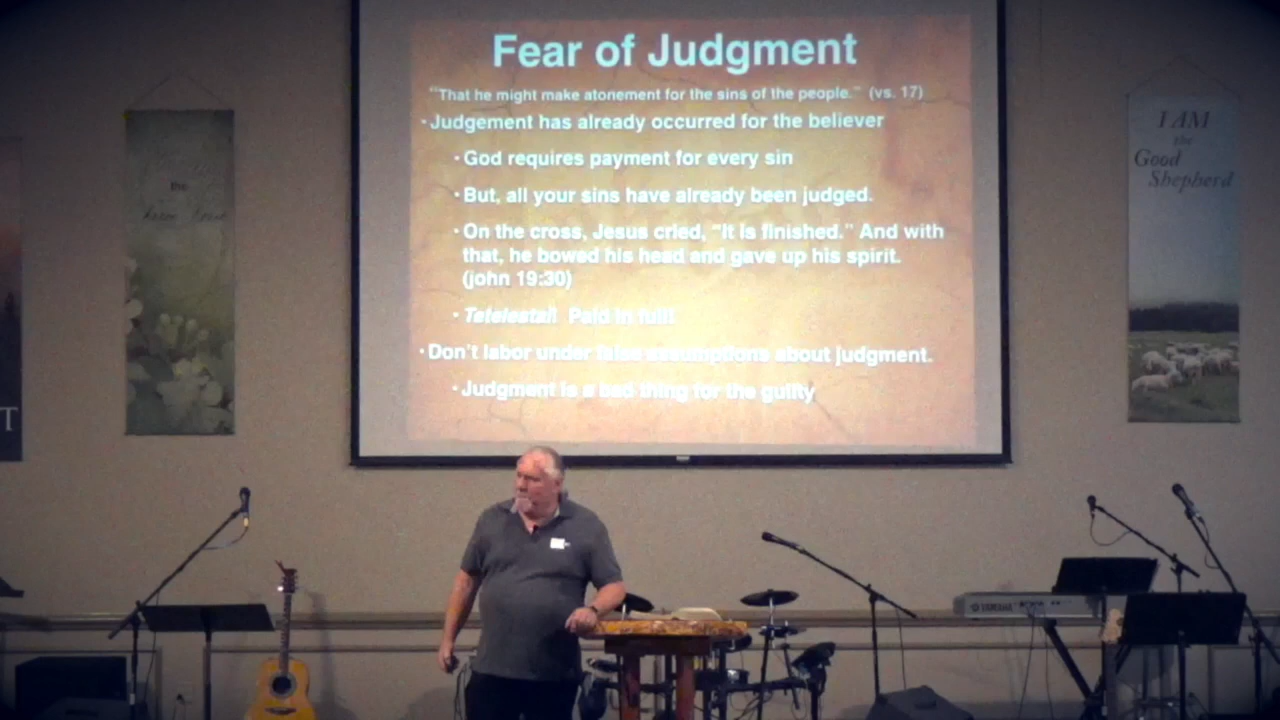 Fear of Judgment
"That he might make atonement for the sins of the people." (vs. 17)
• Judgement has already occurred for the believer
• God requires payment for every sin
• But, all your sins have already been judged.
• On the cross, Jesus cried, "It is finished." And with
that, he bowed his head and gave up his spirit.
(john 19:30)
• Tetelestai! Paid in full!
• Don't labor under false assumptions about judgment.
• Judgment is a bad thing for the guilty
the
I AM
the
Good
Shepherd
T
YAMAHA